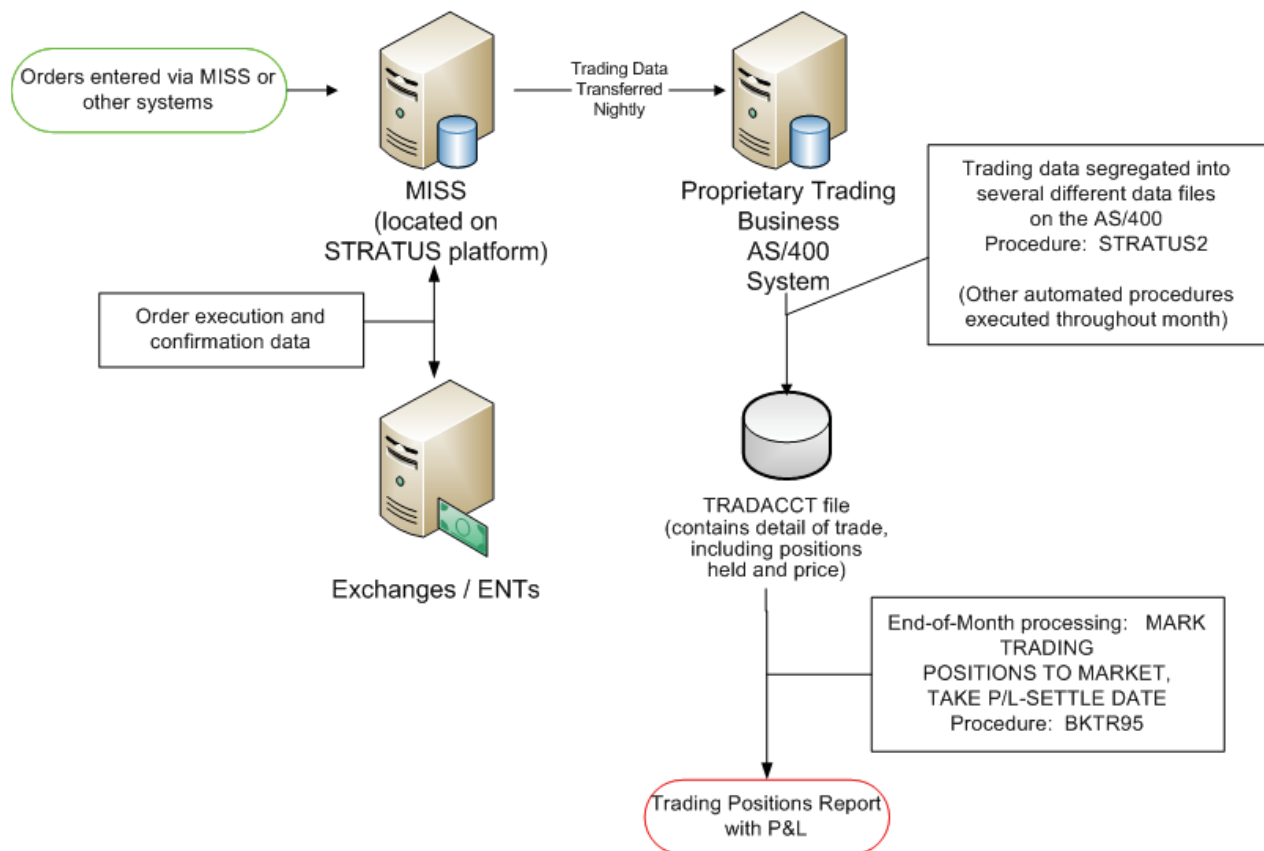 Orders entered via MISS or
other systems
Trading Data
Transferred
Nightly
MISS
(located on
STRATUS platform)
Proprietary Trading
Business
AS/400
System
Trading data segregated into
several different data files
on the AS/400
Procedure: STRATUS2
(Other automated procedures
executed throughout month)
Order execution and
confirmation data
Exchanges / ENTs
TRADACCT file
(contains detail of trade,
including positions
held and price)
End-of-Month processing: MARK
TRADING
POSITIONS TO MARKET,
TAKE P/L-SETTLE DATE
Procedure: BKTR95
Trading Positions Report
with P&L